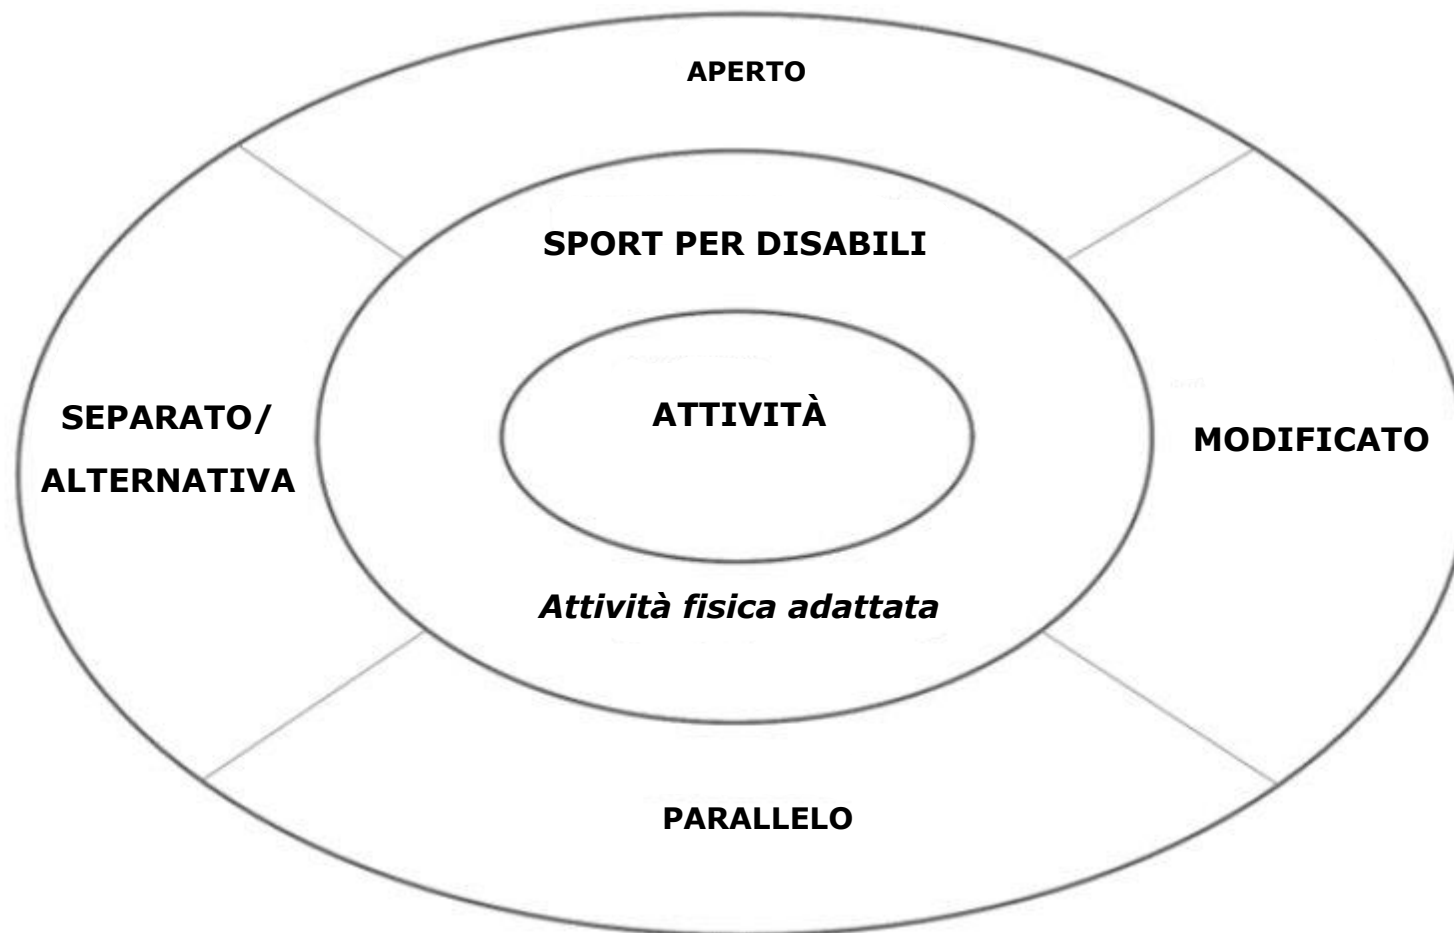 APERTO
SPORT PER DISABILI
SEPARATO/
ALTERNATIVA
ATTIVITÀ
MODIFICATO
Attività fisica adattata
PARALLELO